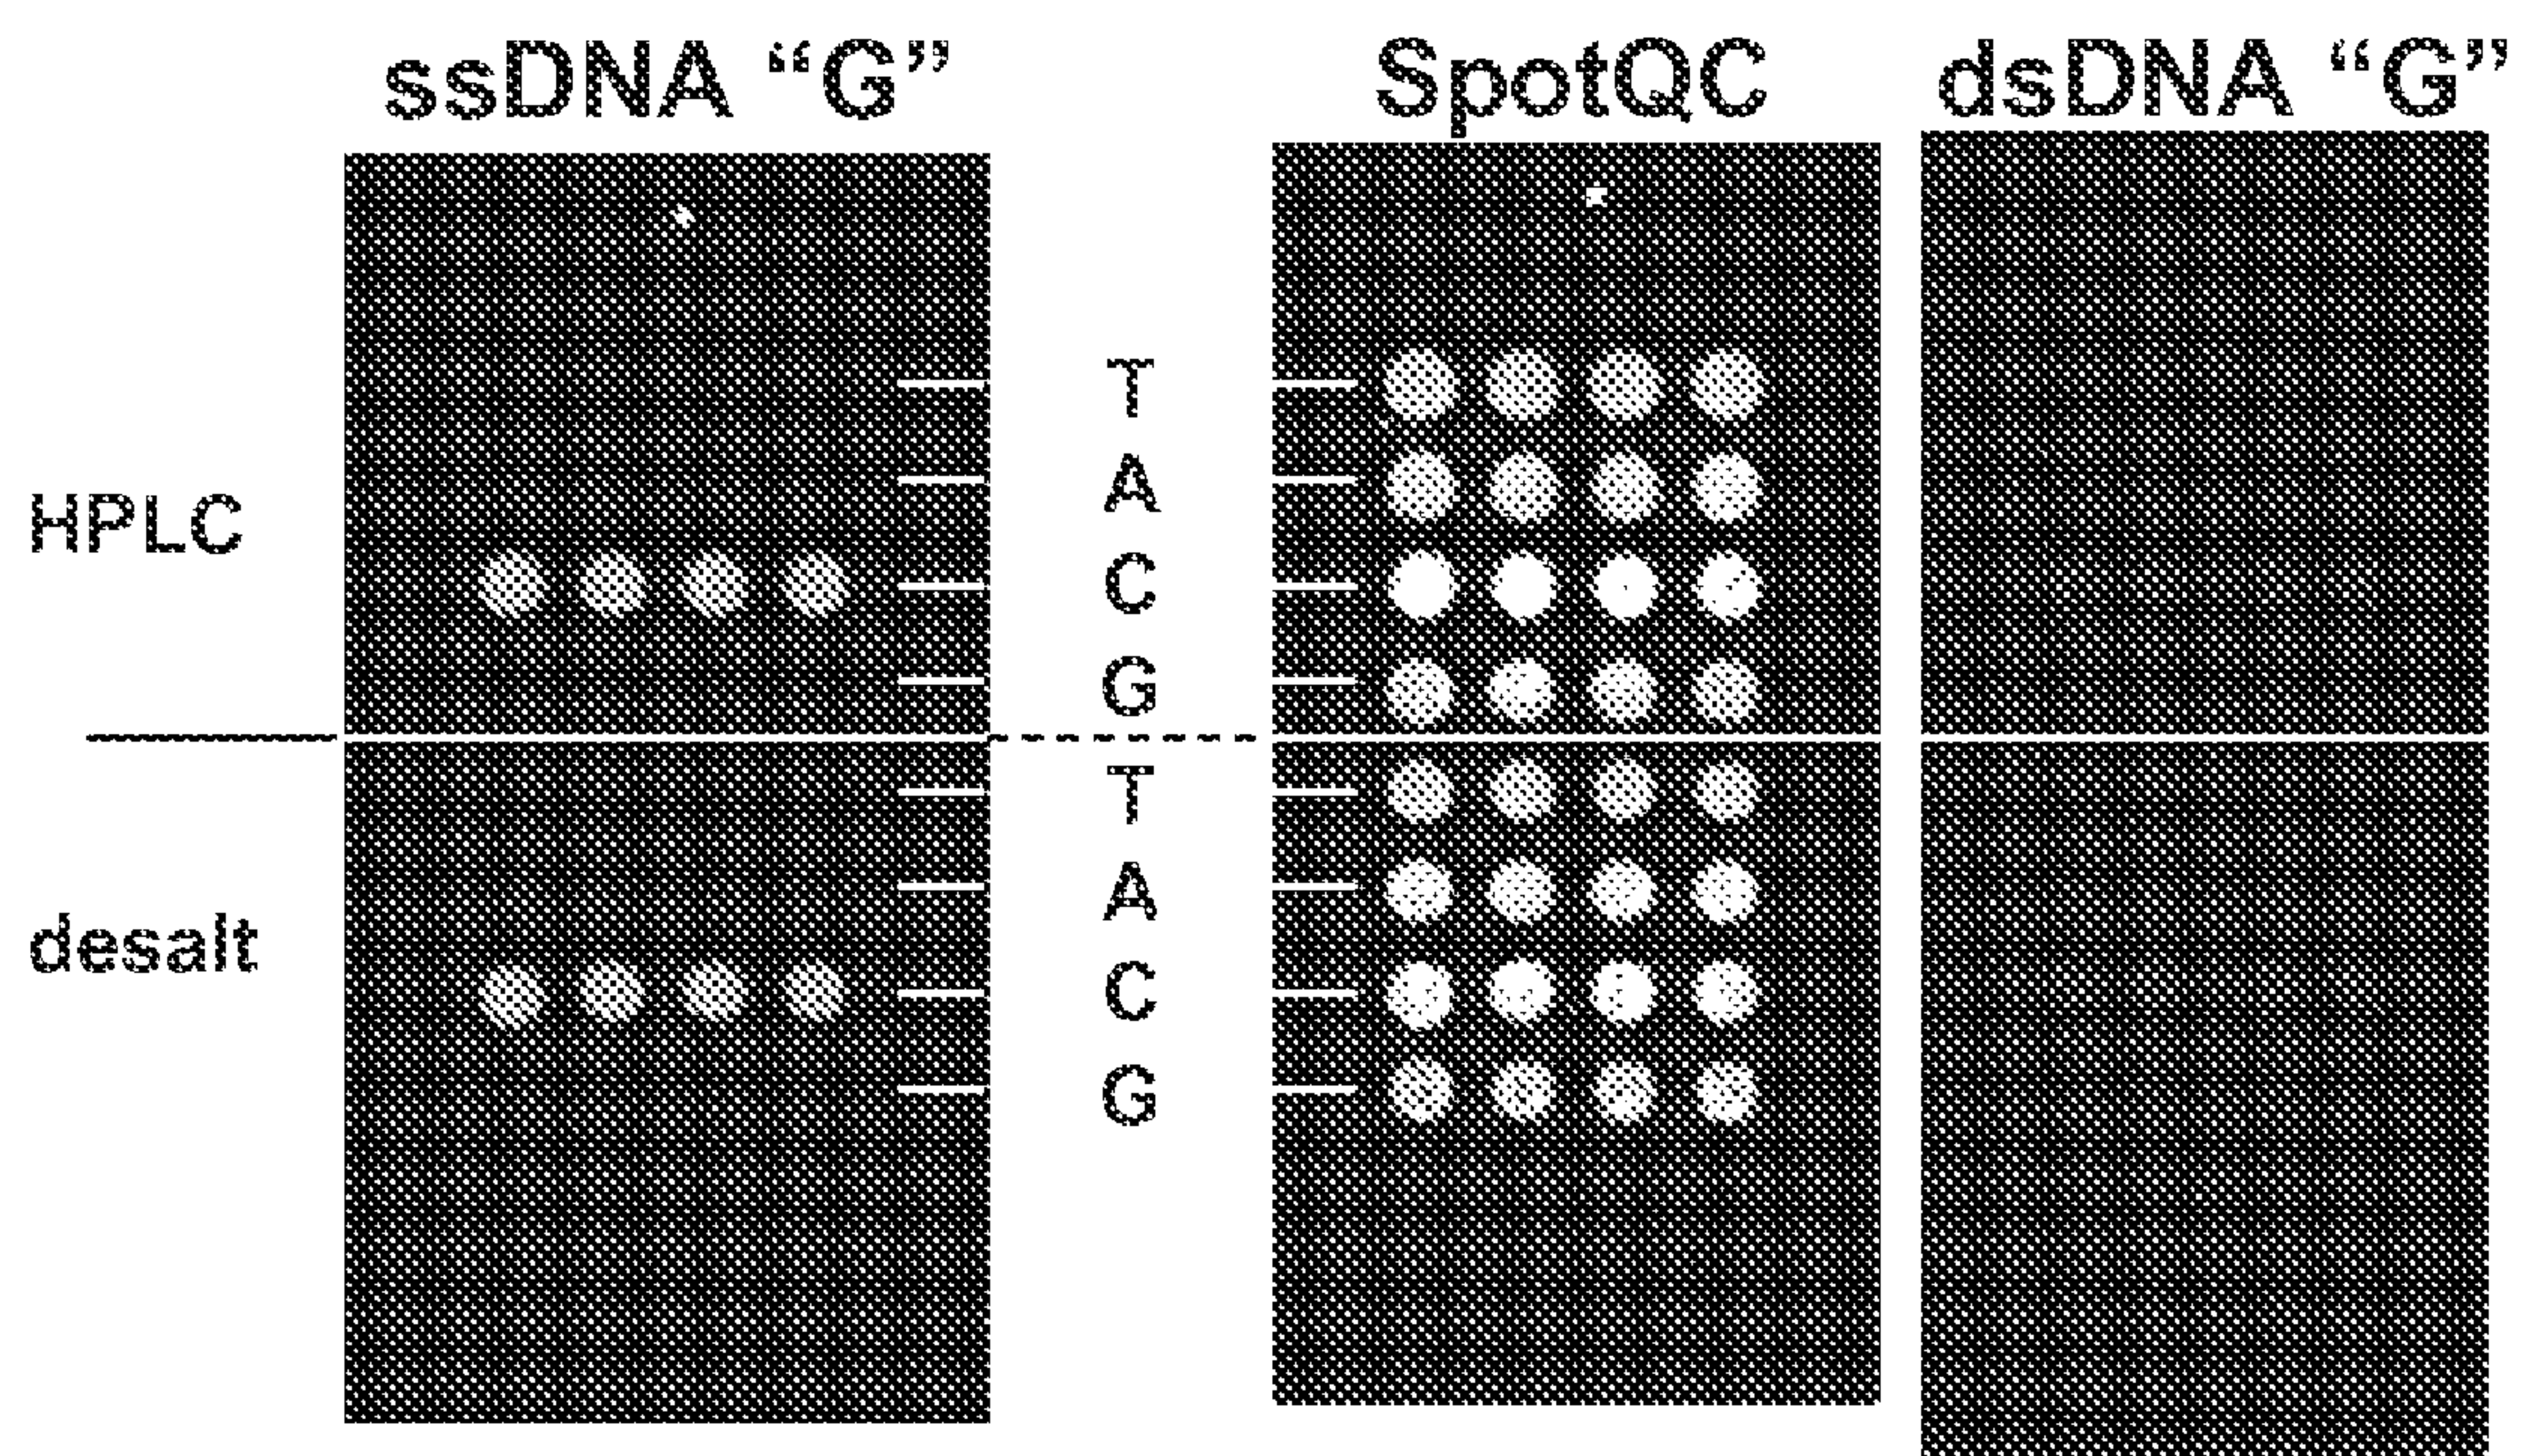 ssDNA “G”
SpotQC
dsDNA “G”
HPLC
T
A
C
G
desalt
T
A
C
G